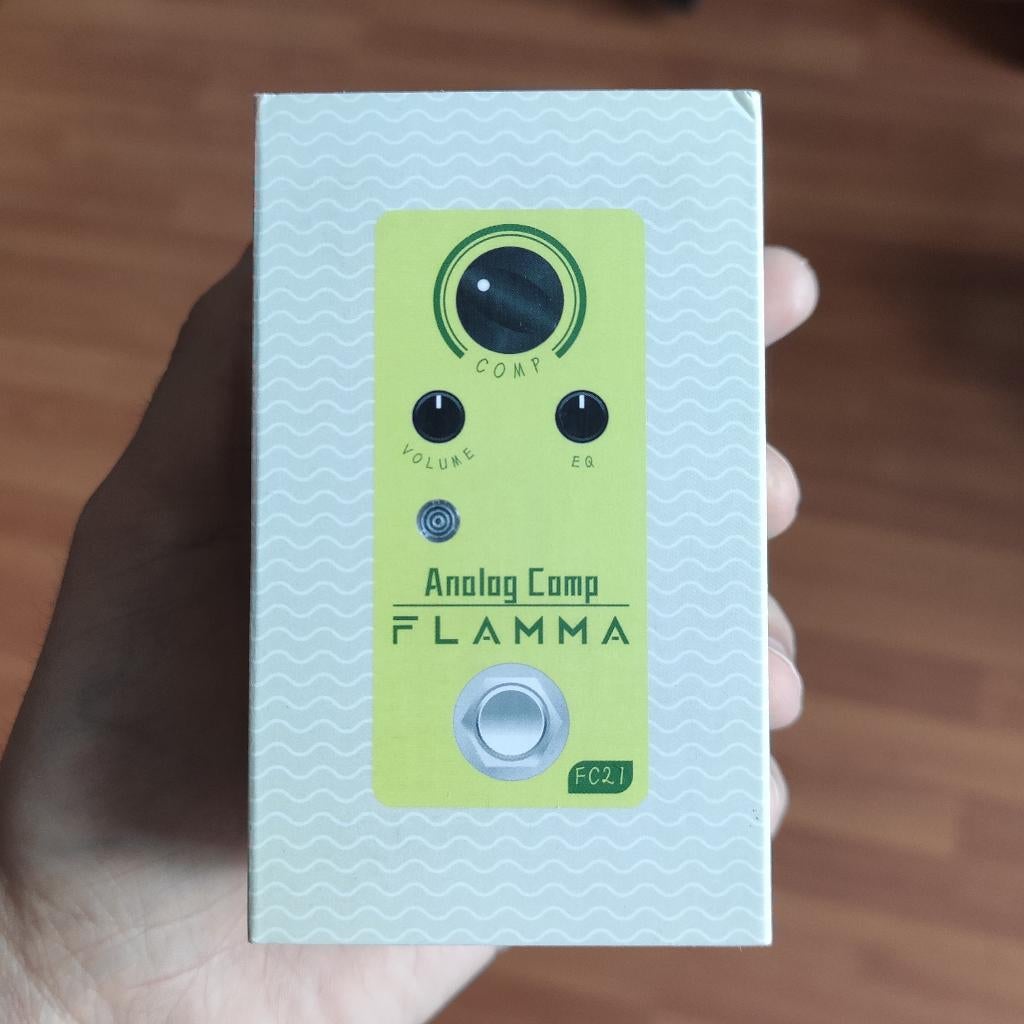 COMP
VOLUME
EQ
Analog Comp
FLAMMA
FC21